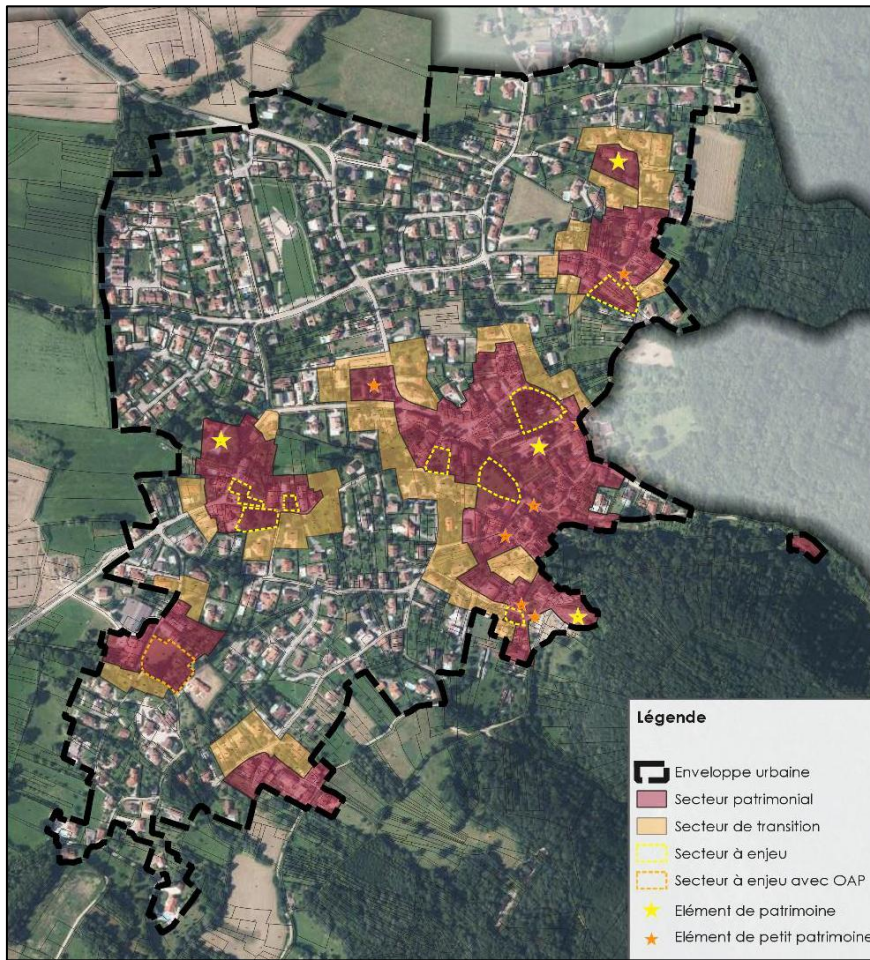 Légende
Enveloppe urbaine
Secteur patrimonial
Secteur de transition
Secteur à enjeu
Secteur à enjeu avec OAP
Elément de patrimoine
Elément de petit patrimoine